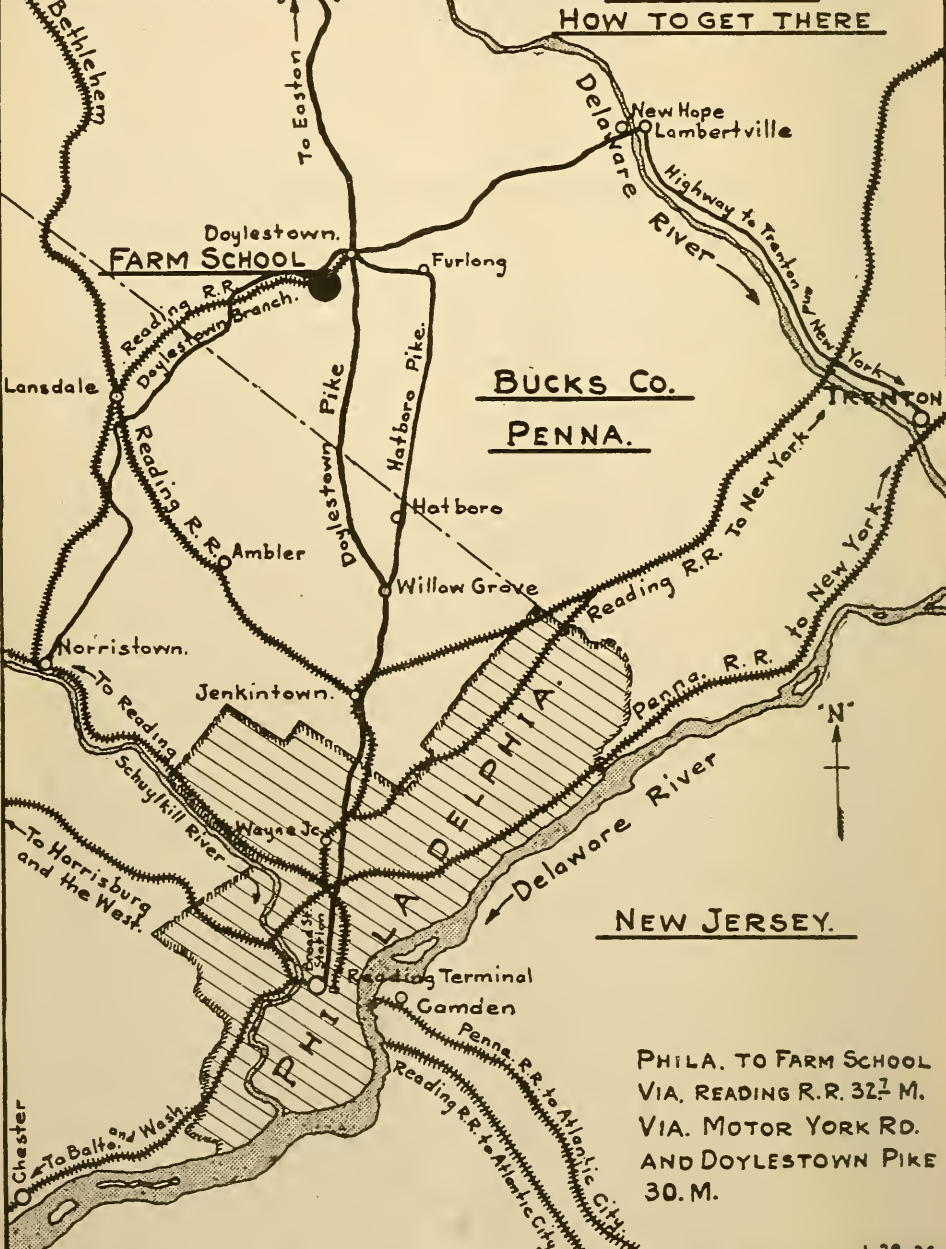 HOW TO GET THERE
Bethlehem
To Easton
Delaware River
New Hope
Lambertville
Highway to Trenton and New York
Doylestown.
FARM SCHOOL
Furlong
Reading R.R.
Doylestown Branch.
Lansdale
BUCKS CO.
PENNA.
TRENTON
Doylestown Pike
Hatboro Pike.
Reading R.R.
Hatboro
Ambler
Willow Grove
Reading R.R. To New York
to New York
Norristown.
Jenkintown.
Penna. R. R.
"N"
To Reading
Schuylkill River
PHILADELPHIA.
Delaware River
Wayne Jc.
To Harrisburg
and the West.
NEW JERSEY.
Broad St.
Station
Reading Terminal
Camden
Penna. R.R. to Atlantic City.
Reading R.R. to Atlantic City
Chester
To Balto. and Wash.
PHILA. TO FARM SCHOOL
VIA. READING R.R. 32.7 M.
VIA. MOTOR YORK RD.
AND DOYLESTOWN PIKE
30. M.